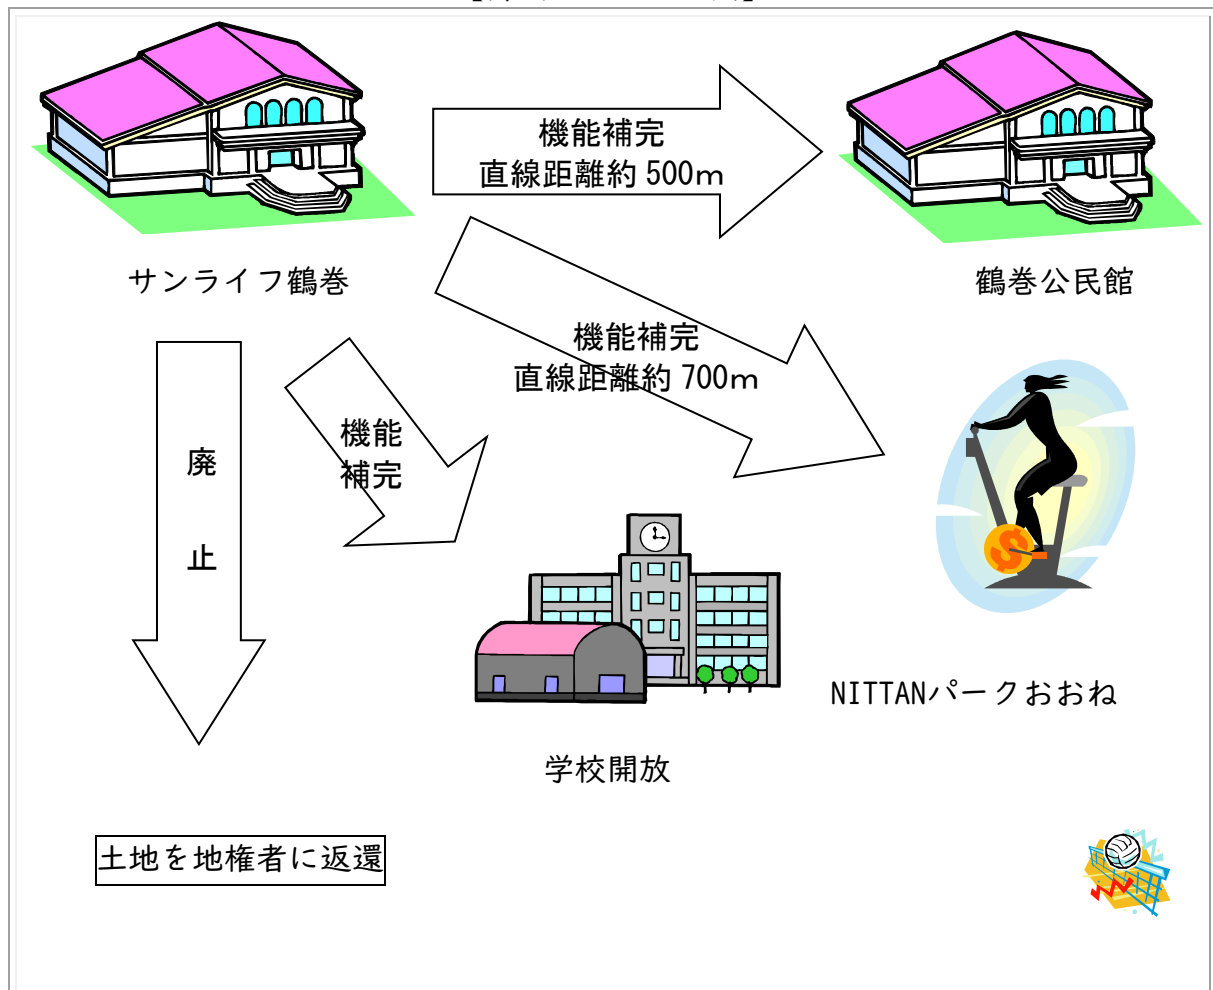 機能補完
直線距離約 500m
サンライフ鶴巻
鶴巻公民館
機能補完
直線距離約 700m
機能
補完
廃
止
NITTANパークおおね
学校開放
土地を地権者に返還